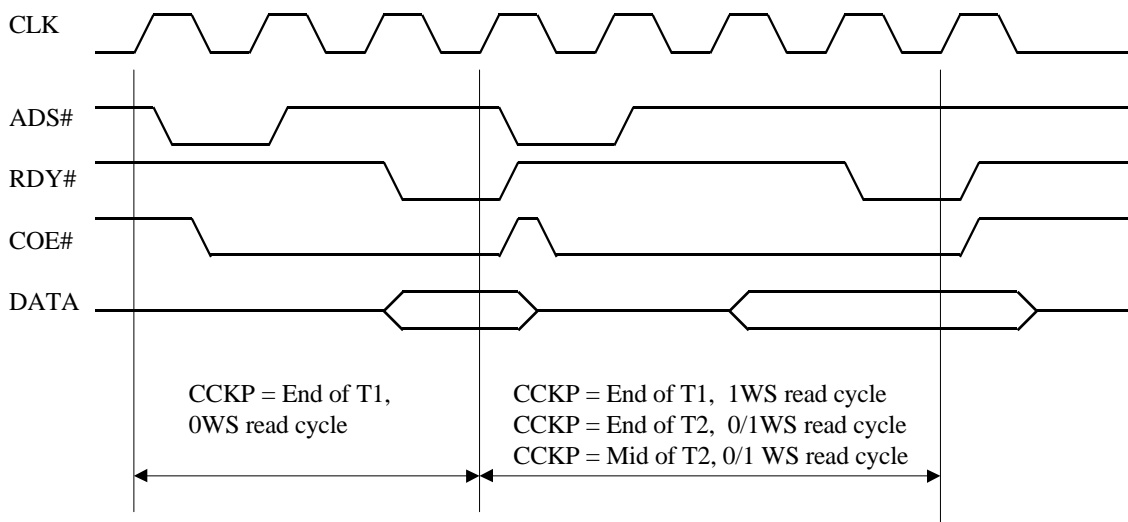 CLK
ADS#
RDY#
COE#
DATA
CCKP = End of T1,
0WS read cycle
CCKP = End of T1, 1WS read cycle
CCKP = End of T2, 0/1WS read cycle
CCKP = Mid of T2, 0/1 WS read cycle